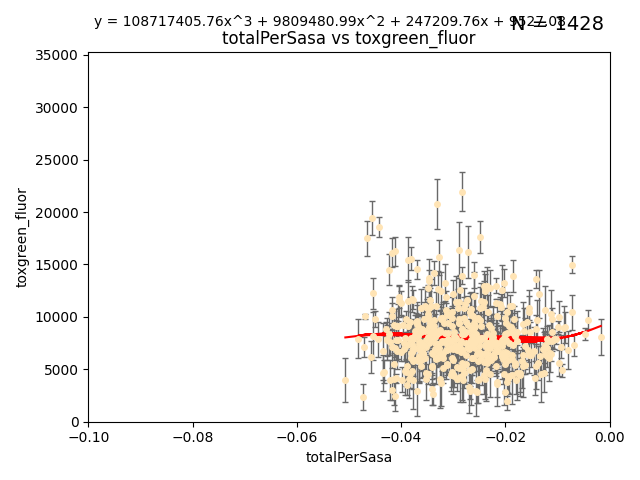 y = 108717405.76x^3 + 9809480.99x^2 + 247209.76x + 9527.08
N = 1428
totalPerSasa vs toxgreen_fluor
35000
30000
25000
20000
15000
10000
5000
0
toxgreen_fluor
−0.10
−0.08
−0.06
−0.04
−0.02
0.00
totalPerSasa